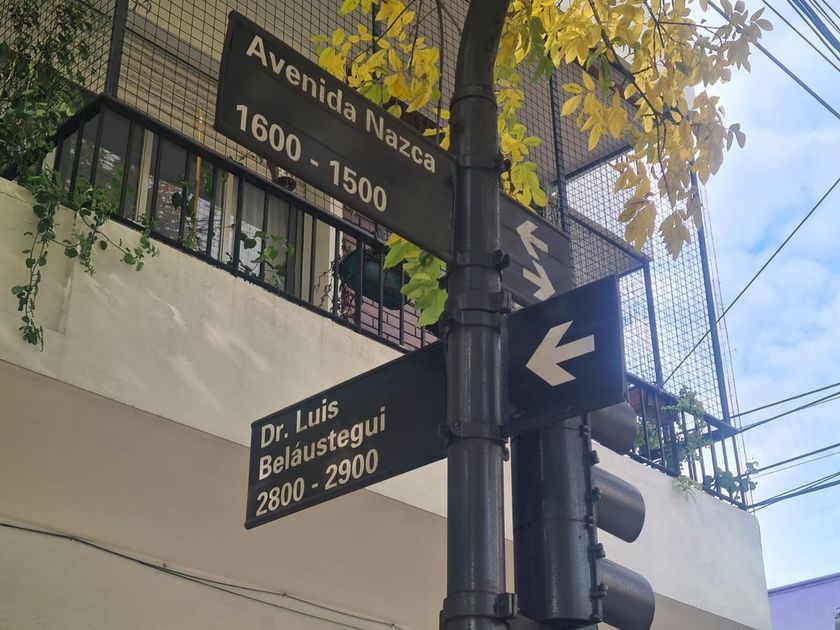 Avenida Nazca
1600 - 1500
Dr. Luis
Beláustegui
2800 - 2900